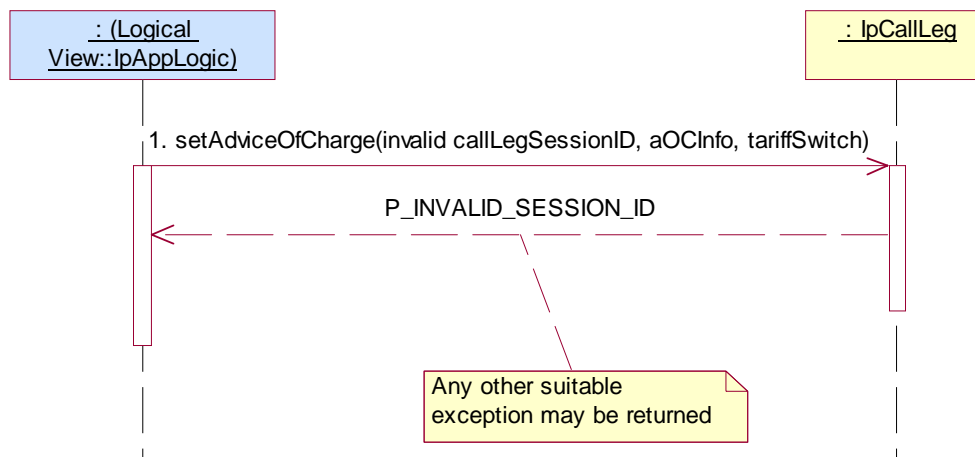 : (Logical
View::IpAppLogic)
: IpCallLeg
1. setAdviceOfCharge(invalid callLegSessionID, aOCInfo, tariffSwitch)
P_INVALID_SESSION_ID
Any other suitable
exception may be returned